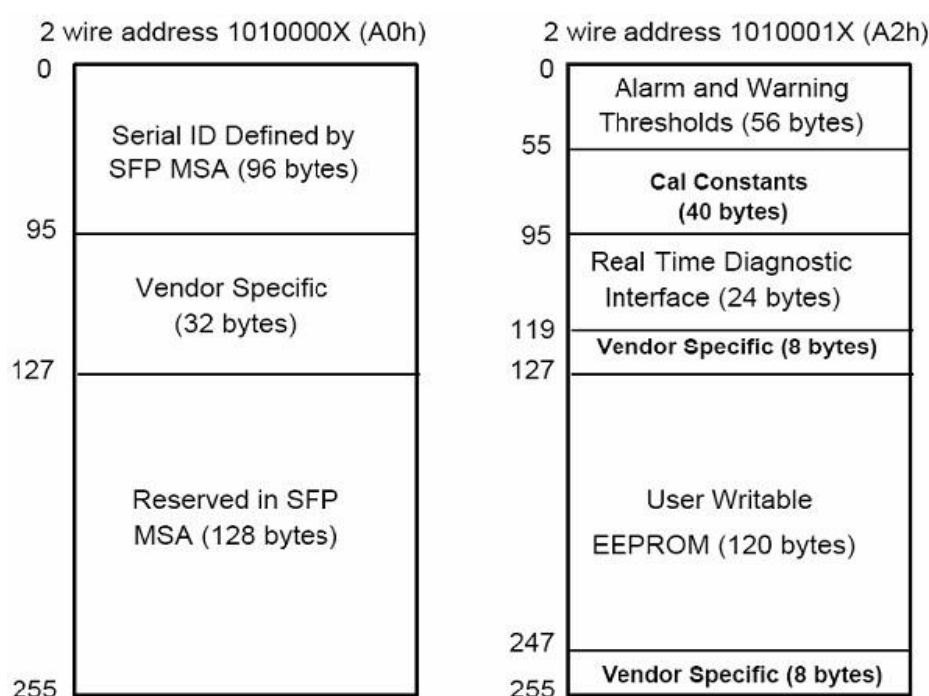 2 wire address 1010000X (A0h)
0
Serial ID Defined by
SFP MSA (96 bytes)
95
Vendor Specific
(32 bytes)
127
Reserved in SFP
MSA (128 bytes)
255
2 wire address 1010001X (A2h)
0
Alarm and Warning
Thresholds (56 bytes)
55
Cal Constants
(40 bytes)
95
Real Time Diagnostic
Interface (24 bytes)
119
Vendor Specific (8 bytes)
127
User Writable
EEPROM (120 bytes)
247
Vendor Specific (8 bytes)
255